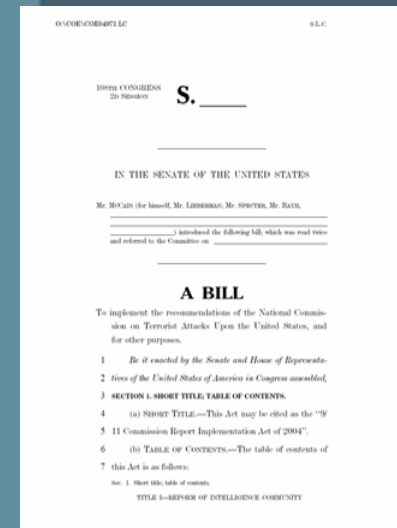 O:\COE\COE04971.LC
S.L.C.
108TH CONGRESS
2D SESSION
S. ______
IN THE SENATE OF THE UNITED STATES
Mr. MCCAIN (for himself, Mr. LIEBERMAN, Mr. SPECTER, Mr. BAYH,
) introduced the following bill; which was read twice
and referred to the Committee on
A BILL
To implement the recommendations of the National Commis-
sion on Terrorist Attacks Upon the United States, and
for other purposes.
1 Be it enacted by the Senate and House of Representa-
2 tives of the United States of America in Congress assembled,
3 SECTION 1. SHORT TITLE; TABLE OF CONTENTS.
4 (a) SHORT TITLE.—This Act may be cited as the “9/
5 11 Commission Report Implementation Act of 2004”.
6 (b) TABLE OF CONTENTS.—The table of contents of
7 this Act is as follows:
Sec. 1. Short title; table of contents.
TITLE I—REFORM OF INTELLIGENCE COMMUNITY